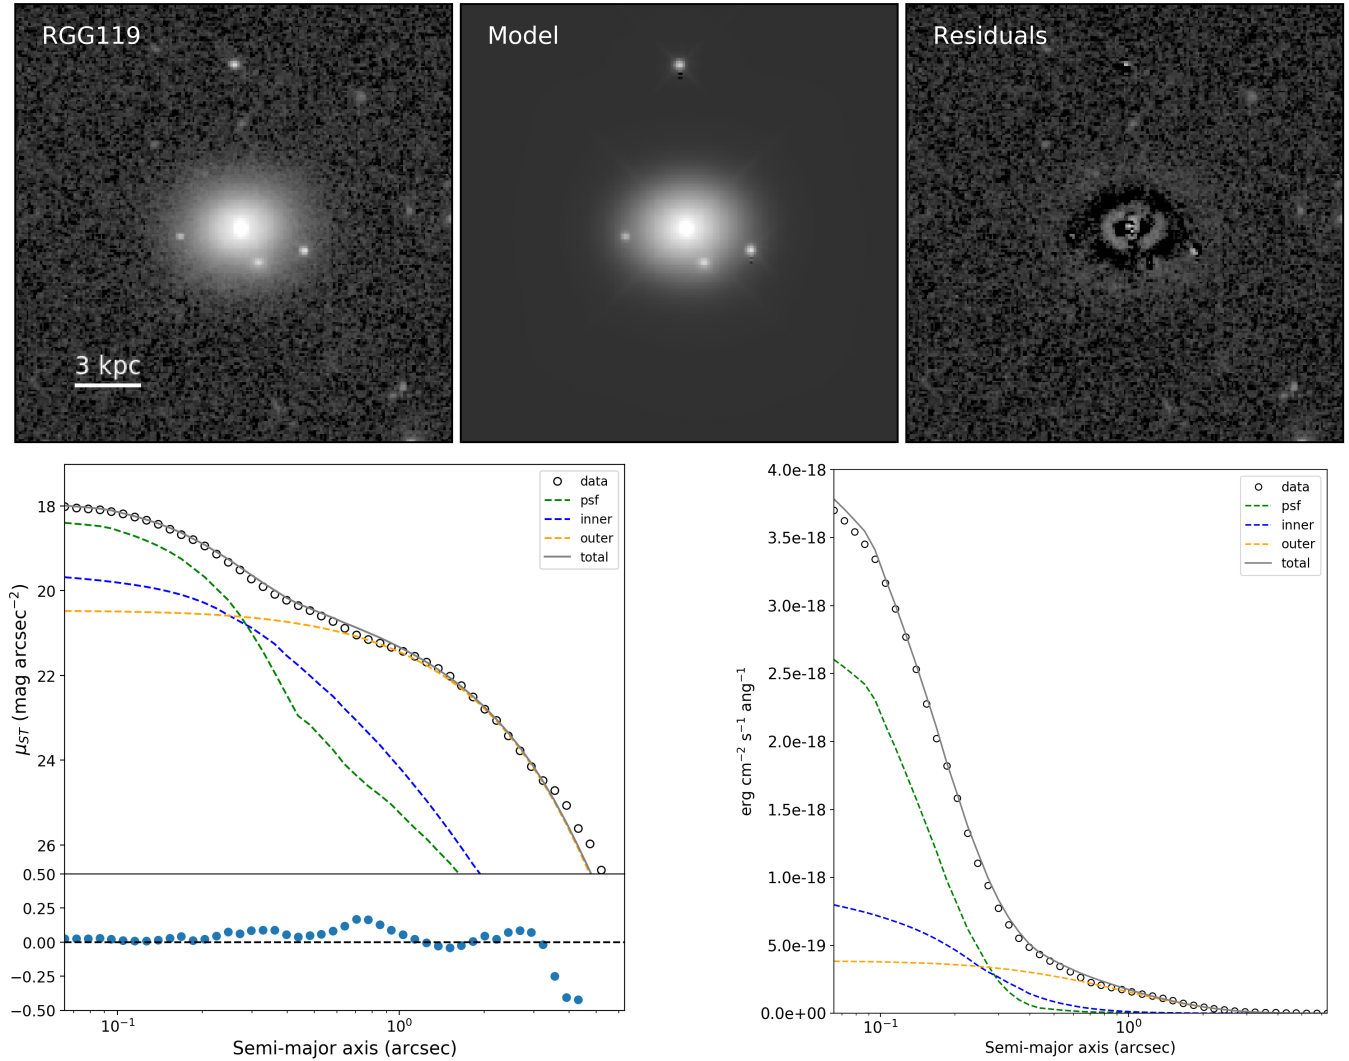 RGG119
Model
Residuals
3 kpc
data
psf
inner
outer
total
18
20
22
24
26
0.50
0.25
0.00
−0.25
−0.50
μST (mag arcsec−2)
10−1
100
Semi-major axis (arcsec)
data
psf
inner
outer
total
4.0e-18
3.5e-18
3.0e-18
2.5e-18
2.0e-18
1.5e-18
1.0e-18
5.0e-19
0.0e+00
erg cm−2 s−1 ang−1
10−1
100
Semi-major axis (arcsec)